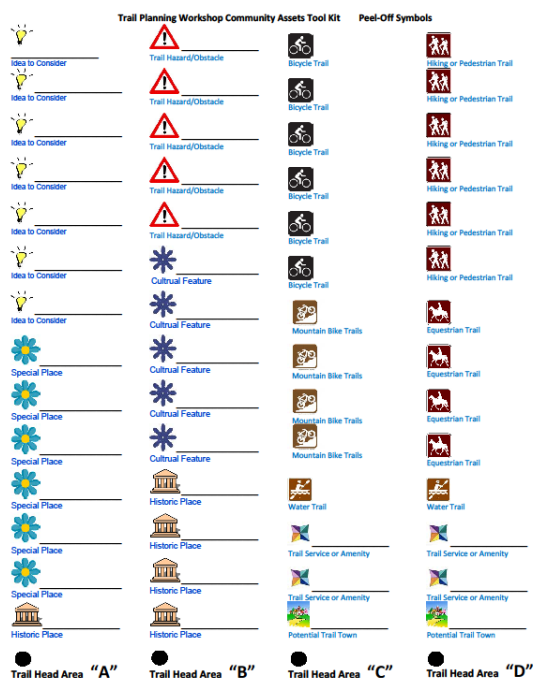 Trail Planning Workshop Community Assets Tool Kit Peel-Off Symbols
Idea to Consider Trail Hazard/Obstacle Bicycle Trail Hiking or Pedestrian Trail
Idea to Consider Trail Hazard/Obstacle Bicycle Trail Hiking or Pedestrian Trail
Idea to Consider Trail Hazard/Obstacle Bicycle Trail Hiking or Pedestrian Trail
Idea to Consider Trail Hazard/Obstacle Bicycle Trail Hiking or Pedestrian Trail
Idea to Consider Trail Hazard/Obstacle Bicycle Trail Hiking or Pedestrian Trail
Idea to Consider Cultrual Feature Bicycle Trail Hiking or Pedestrian Trail
Idea to Consider Cultrual Feature Mountain Bike Trails Equestrian Trail
Special Place Cultrual Feature Mountain Bike Trails Equestrian Trail
Special Place Cultrual Feature Mountain Bike Trails Equestrian Trail
Special Place Cultrual Feature Mountain Bike Trails Equestrian Trail
Special Place Historic Place Water Trail Water Trail
Special Place Historic Place Trail Service or Amenity Trail Service or Amenity
Special Place Historic Place Trail Service or Amenity Trail Service or Amenity
Historic Place Historic Place Potential Trail Town Potential Trail Town
Trail Head Area “A” Trail Head Area “B” Trail Head Area “C” Trail Head Area “D”